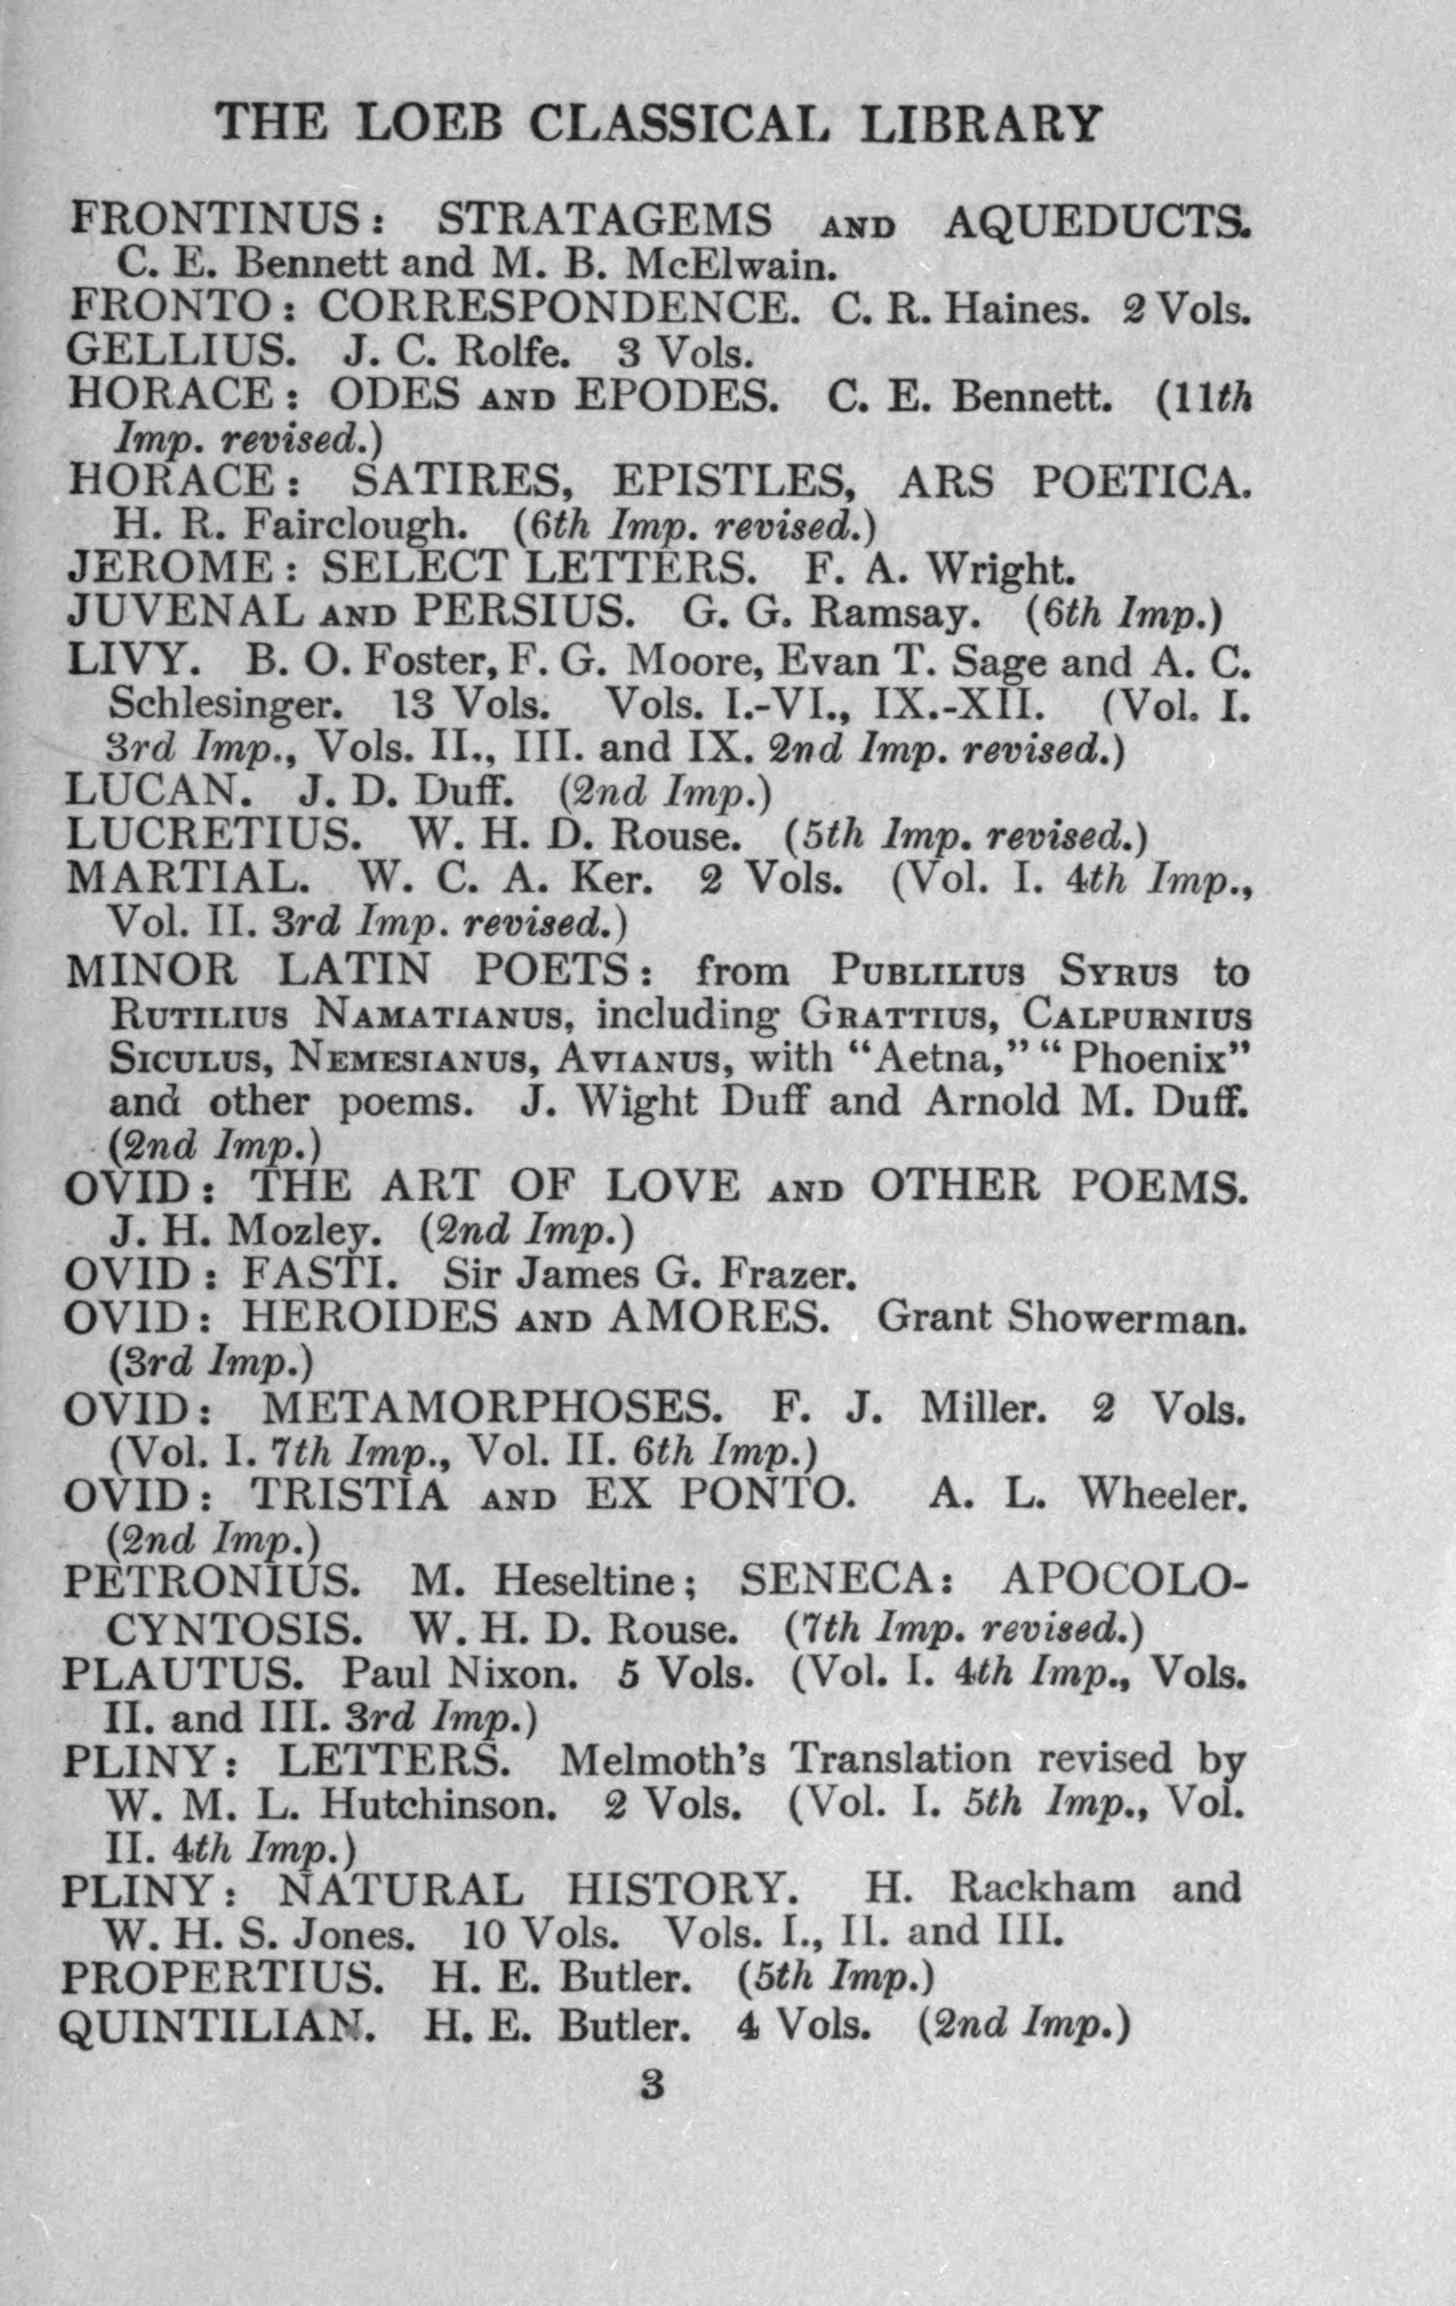 THE LOEB CLASSICAL LIBRARY
FRONTINUS: STRATAGEMS AND AQUEDUCTS.
C. E. Bennett and M. B. McElwain.
FRONTO: CORRESPONDENCE. C. R. Haines. 2 Vols.
GELLIUS. J. C. Rolfe. 3 Vols.
HORACE: ODES AND EPODES. C. E. Bennett. (11th
Imp. revised.)
HORACE: SATIRES, EPISTLES, ARS POETICA.
H. R. Fairclough. (6th Imp. revised.)
JEROME: SELECT LETTERS. F. A. Wright.
JUVENAL AND PERSIUS. G. G. Ramsay. (6th Imp.)
LIVY. B. O. Foster, F. G. Moore, Evan T. Sage and A. C.
Schlesinger. 13 Vols. Vols. I.-VI., IX.-XII. (Vol. I.
3rd Imp., Vols. II., III. and IX. 2nd Imp. revised.)
LUCAN. J. D. Duff. (2nd Imp.)
LUCRETIUS. W. H. D. Rouse. (5th Imp. revised.)
MARTIAL. W. C. A. Ker. 2 Vols. (Vol. I. 4th Imp.,
Vol. II. 3rd Imp. revised.)
MINOR LATIN POETS: from PUBLILIUS SYRUS to
RUTILIUS NAMATIANUS, including GRATTIUS, CALPURNIUS
SICULUS, NEMESIANUS, AVIANUS, with "Aetna," "Phoenix"
and other poems. J. Wight Duff and Arnold M. Duff.
(2nd Imp.)
OVID: THE ART OF LOVE AND OTHER POEMS.
J. H. Mozley. (2nd Imp.)
OVID: FASTI. Sir James G. Frazer.
OVID: HEROIDES AND AMORES. Grant Showerman.
(3rd Imp.)
OVID: METAMORPHOSES. F. J. Miller. 2 Vols.
(Vol. I. 7th Imp., Vol. II. 6th Imp.)
OVID: TRISTIA AND EX PONTO. A. L. Wheeler.
(2nd Imp.)
PETRONIUS. M. Heseltine; SENECA: APOCOLO-
CYNTOSIS. W. H. D. Rouse. (7th Imp. revised.)
PLAUTUS. Paul Nixon. 5 Vols. (Vol. I. 4th Imp., Vols.
II. and III. 3rd Imp.)
PLINY: LETTERS. Melmoth's Translation revised by
W. M. L. Hutchinson. 2 Vols. (Vol. I. 5th Imp., Vol.
II. 4th Imp.)
PLINY: NATURAL HISTORY. H. Rackham and
W. H. S. Jones. 10 Vols. Vols. I., II. and III.
PROPERTIUS. H. E. Butler. (5th Imp.)
QUINTILIAN. H. E. Butler. 4 Vols. (2nd Imp.)
3